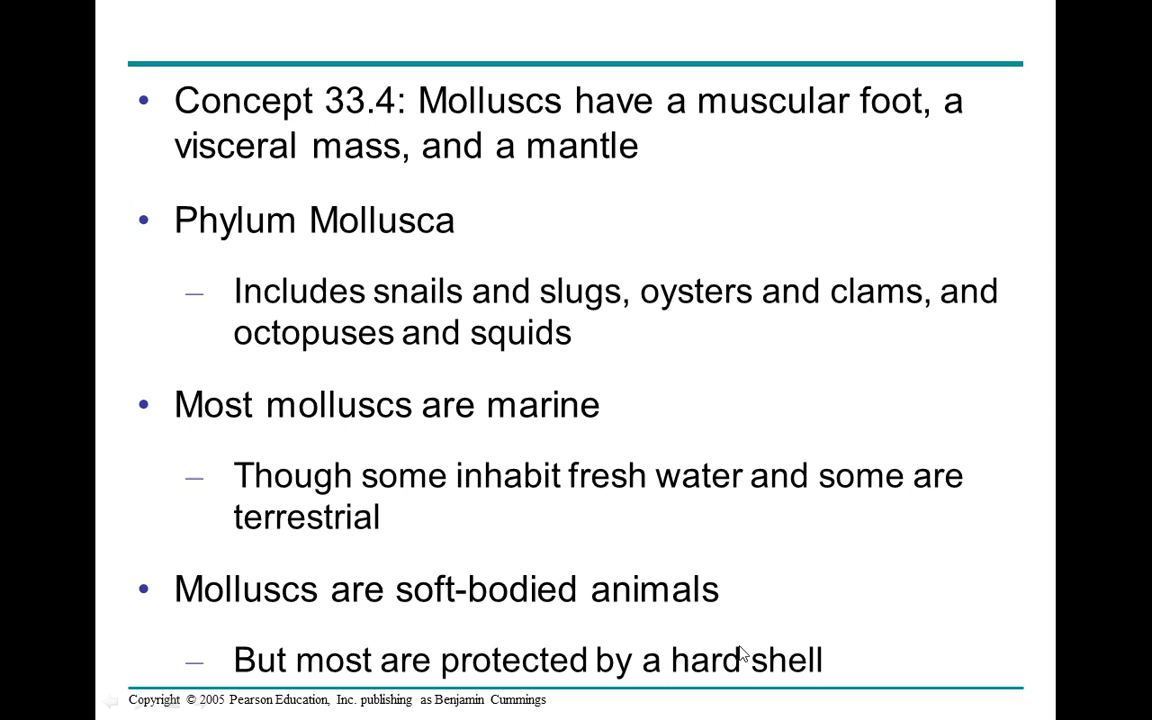 • Concept 33.4: Molluscs have a muscular foot, a
visceral mass, and a mantle
• Phylum Mollusca
– Includes snails and slugs, oysters and clams, and
octopuses and squids
• Most molluscs are marine
– Though some inhabit fresh water and some are
terrestrial
• Molluscs are soft-bodied animals
– But most are protected by a hard shell
Copyright © 2005 Pearson Education, Inc. publishing as Benjamin Cummings